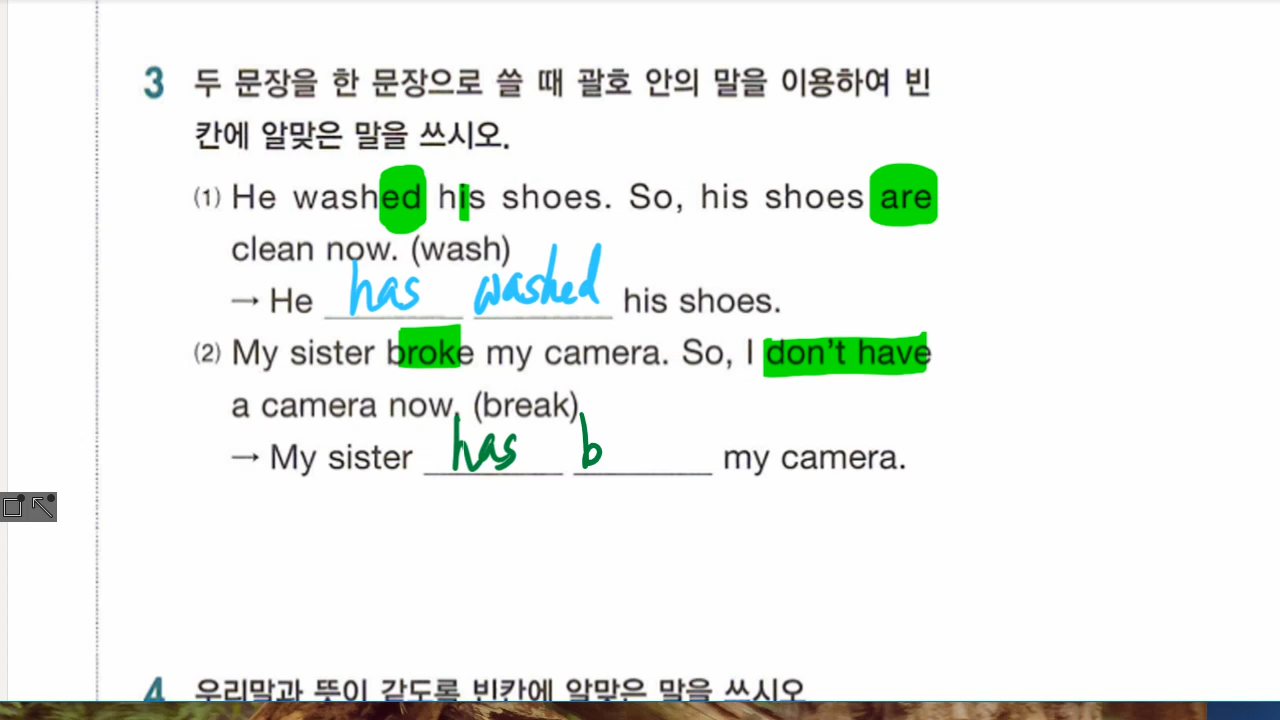 3 두 문장을 한 문장으로 쓸 때 괄호 안의 말을 이용하여 빈
칸에 알맞은 말을 쓰시오.
(1) He washed his shoes. So, his shoes are
clean now. (wash)
→ He has washed his shoes.
(2) My sister broke my camera. So, I don't have
a camera now. (break)
→ My sister has b my camera.
4 우리말과 뜻이 같도록 빈칸에 알맞은 말을 쓰시오